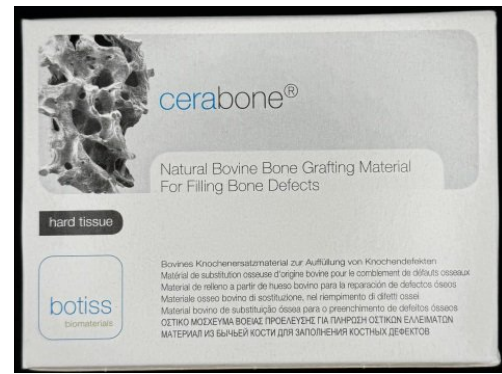 cerabone®
Natural Bovine Bone Grafting Material
For Filling Bone Defects
hard tissue
botiss
biomaterials
Bovines Knochenersatzmaterial zur Auffüllung von Knochendefekten
Matérial de substitution osseuse d'origine bovine pour le comblement de défauts osseaux
Material de relleno a partir de hueso bovino para la reparación de defectos óseos
Materiale osseo bovino di sostituzione, nel riempimento di difetti ossei
Material bovino de substituição óssea para o preenchimento de defeitos ósseos
ΟΣΤΙΚΟ ΜΟΣΧΕΥΜΑ ΒΟΕΙΑΣ ΠΡΟΕΛΕΥΣΗΣ ΓΙΑ ΠΛΗΡΩΣΗ ΟΣΤΙΚΩΝ ΕΛΛΕΙΜΑΤΩΝ
МАТЕРИАЛ ИЗ БЫЧЬЕЙ КОСТИ ДЛЯ ЗАПОЛНЕНИЯ КОСТНЫХ ДЕФЕКТОВ